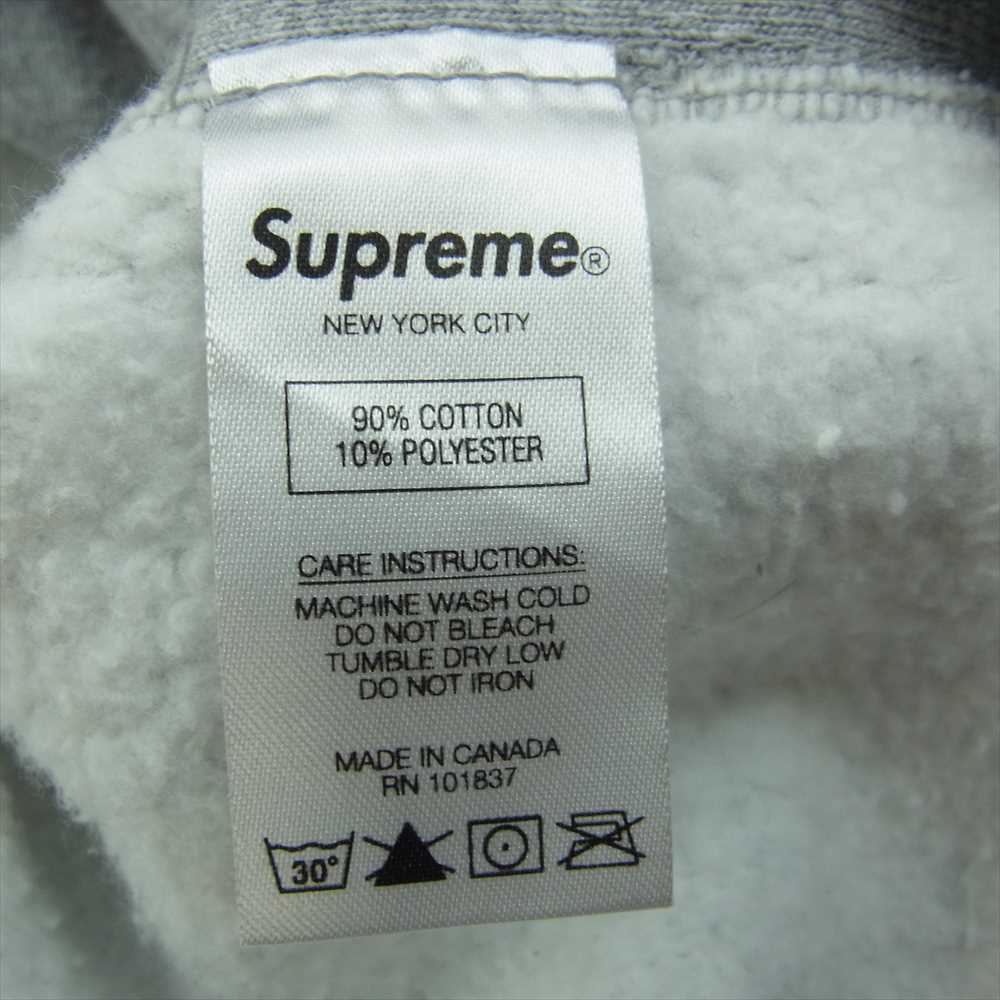 Supreme®
NEW YORK CITY
90% COTTON
10% POLYESTER
CARE INSTRUCTIONS:
MACHINE WASH COLD
DO NOT BLEACH
TUMBLE DRY LOW
DO NOT IRON
MADE IN CANADA
RN 101837
30°